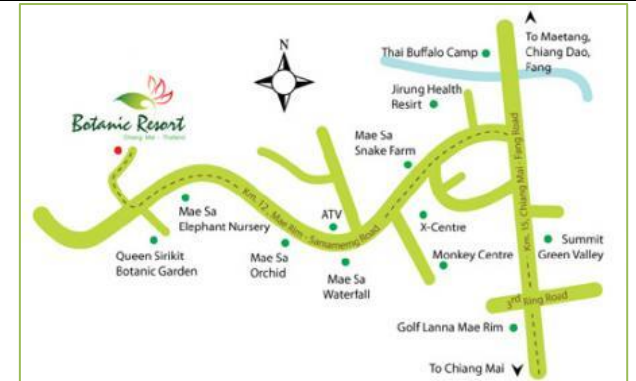 To Maetang,
Chiang Dao,
Fang
N
Thai Buffalo Camp
Jirung Health
Resirt
Botanic Resort
Chiang Mai - Thailand
Mae Sa
Snake Farm
Km. 15, Chiang Mai - Fang Road
Km. 12, Mae Rim - Samameng Road
Mae Sa
Elephant Nursery
ATV
X-Centre
Queen Sirikit
Botanic Garden
Mae Sa
Orchid
Mae Sa
Waterfall
Monkey Centre
Summit
Green Valley
3rd Ring Road
Golf Lanna Mae Rim
To Chiang Mai